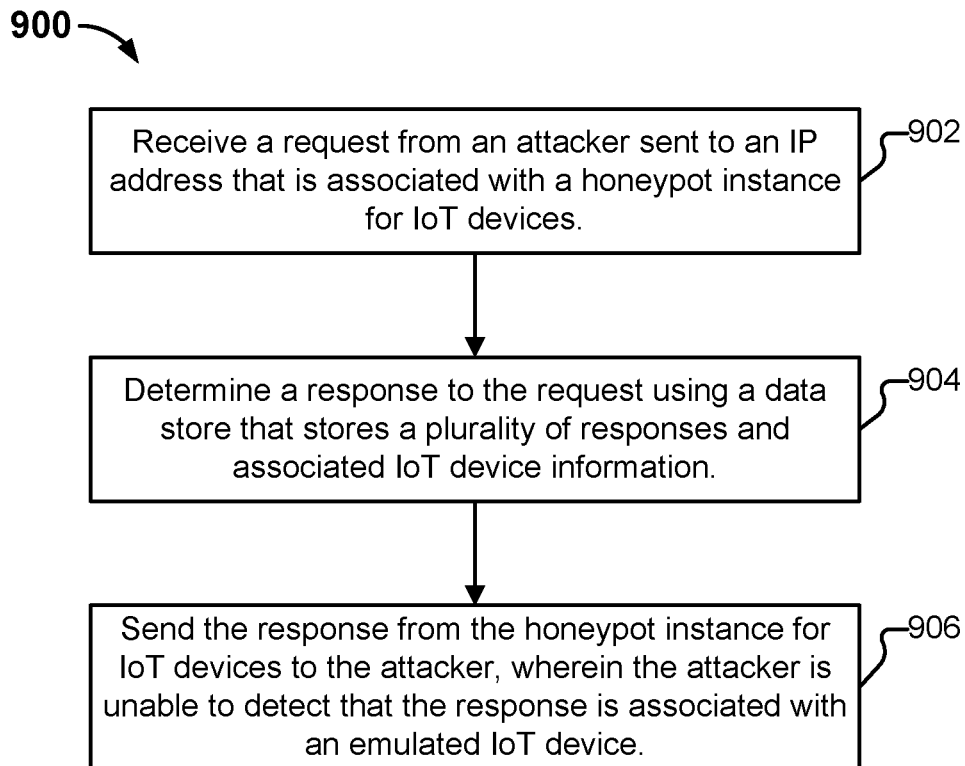 900
Receive a request from an attacker sent to an IP
address that is associated with a honeypot instance
for IoT devices.
902
Determine a response to the request using a data
store that stores a plurality of responses and
associated IoT device information.
904
Send the response from the honeypot instance for
IoT devices to the attacker, wherein the attacker is
unable to detect that the response is associated with
an emulated IoT device.
906